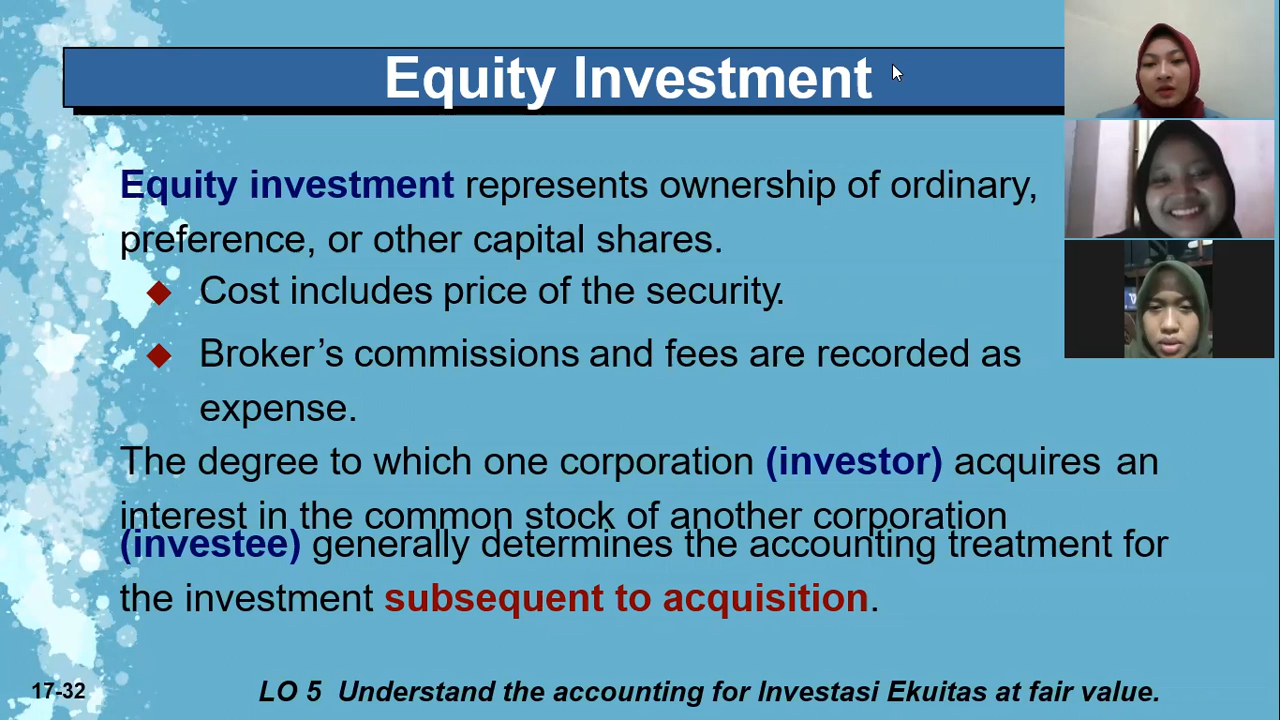 Equity Investment
Equity investment represents ownership of ordinary,
preference, or other capital shares.
Cost includes price of the security.
Broker’s commissions and fees are recorded as
expense.
The degree to which one corporation (investor) acquires an
interest in the common stock of another corporation
(investee) generally determines the accounting treatment for
the investment subsequent to acquisition.
17-32
LO 5 Understand the accounting for Investasi Ekuitas at fair value.